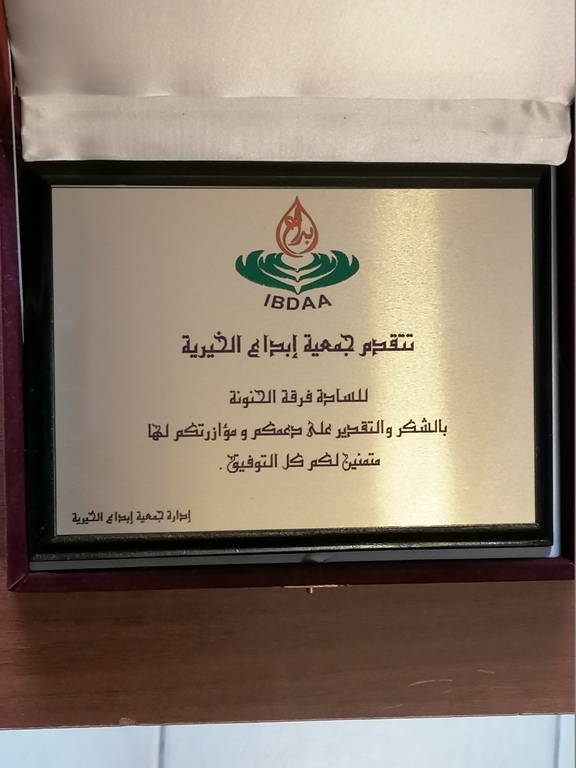 إبداع
IBDAA
تتقدم جمعية إبداع الخيرية
للسادة فرقة الحنونة
بالشكر والتقدير على دعمكم و مؤازرتكم لها
متمنين لكم كل التوفيق .
إدارة جمعية إبداع الخيرية